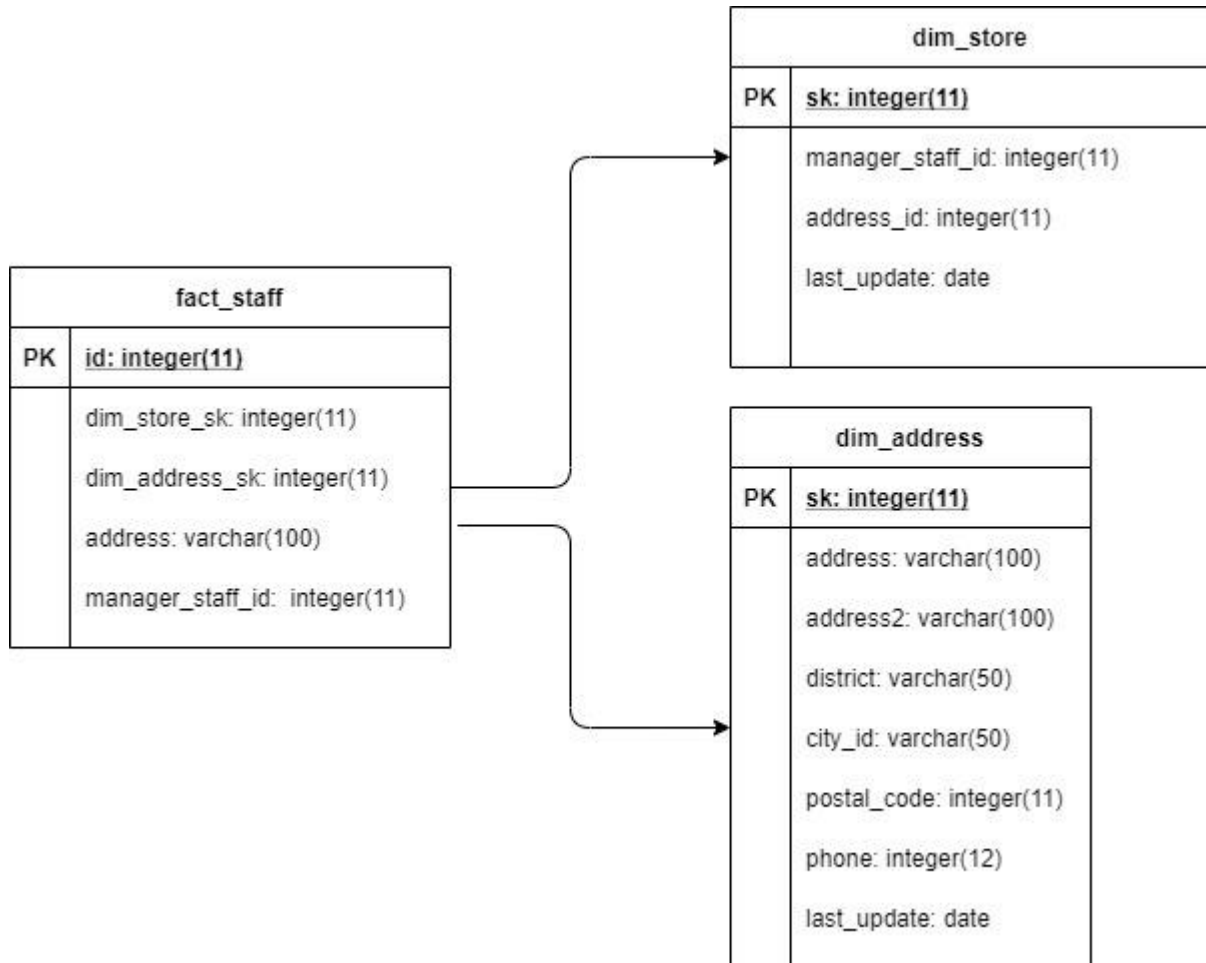 dim_store
PK sk: integer(11)
manager_staff_id: integer(11)
address_id: integer(11)
last_update: date
fact_staff
PK id: integer(11)
dim_store_sk: integer(11)
dim_address_sk: integer(11)
address: varchar(100)
manager_staff_id: integer(11)
dim_address
PK sk: integer(11)
address: varchar(100)
address2: varchar(100)
district: varchar(50)
city_id: varchar(50)
postal_code: integer(11)
phone: integer(12)
last_update: date